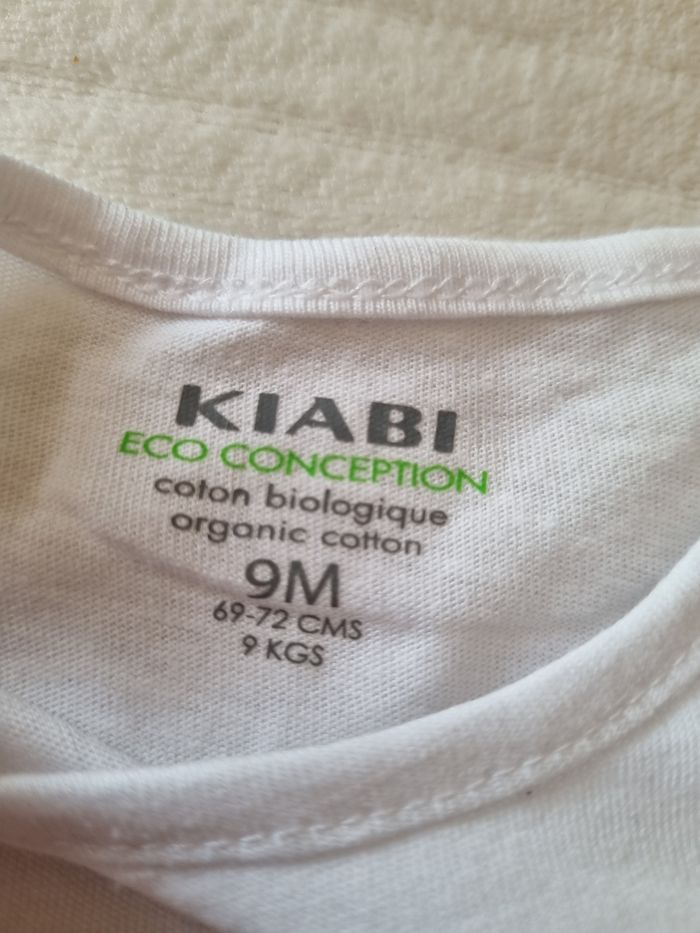 KIABI
ECO CONCEPTION
coton biologique
organic cotton
9M
69-72 CMS
9 KGS